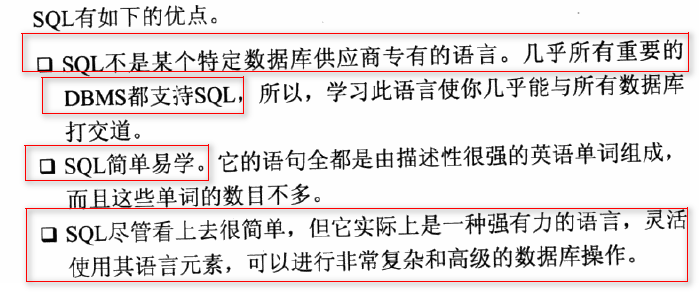 SQL有如下的优点。
❑ SQL不是某个特定数据库供应商专有的语言。几乎所有重要的
DBMS都支持SQL，所以，学习此语言使你几乎能与所有数据库
打交道。
❑ SQL简单易学。它的语句全都是由描述性很强的英语单词组成，
而且这些单词的数目不多。
❑ SQL尽管看上去很简单，但它实际上是一种强有力的语言，灵活
使用其语言元素，可以进行非常复杂和高级的数据库操作。